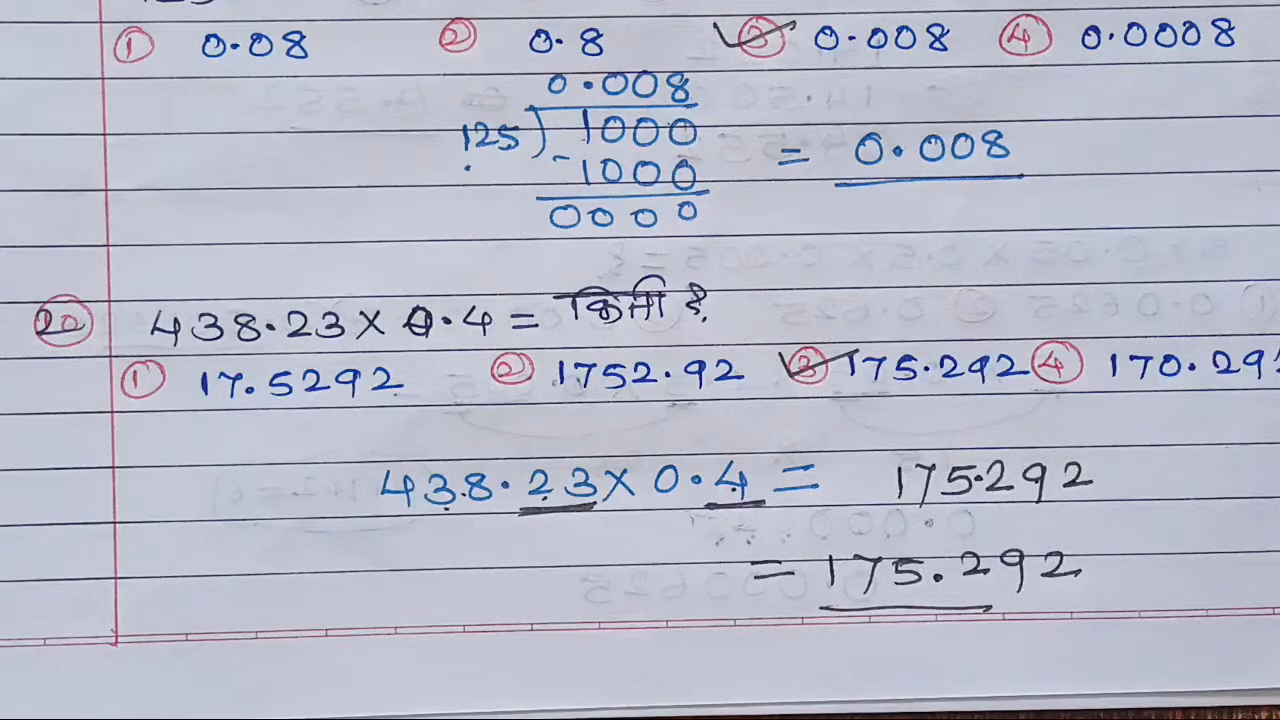 ① 0.08 ② 0.8 ③ 0.008 ④ 0.0008
0.008
125 ) 1000
- 1000 = 0.008
0000
20 438.23 × 0.4 = किती ?
① 17.5292 ② 1752.92 ③ 175.292 ④ 170.29
438.23 × 0.4 = 175.292
= 175.292